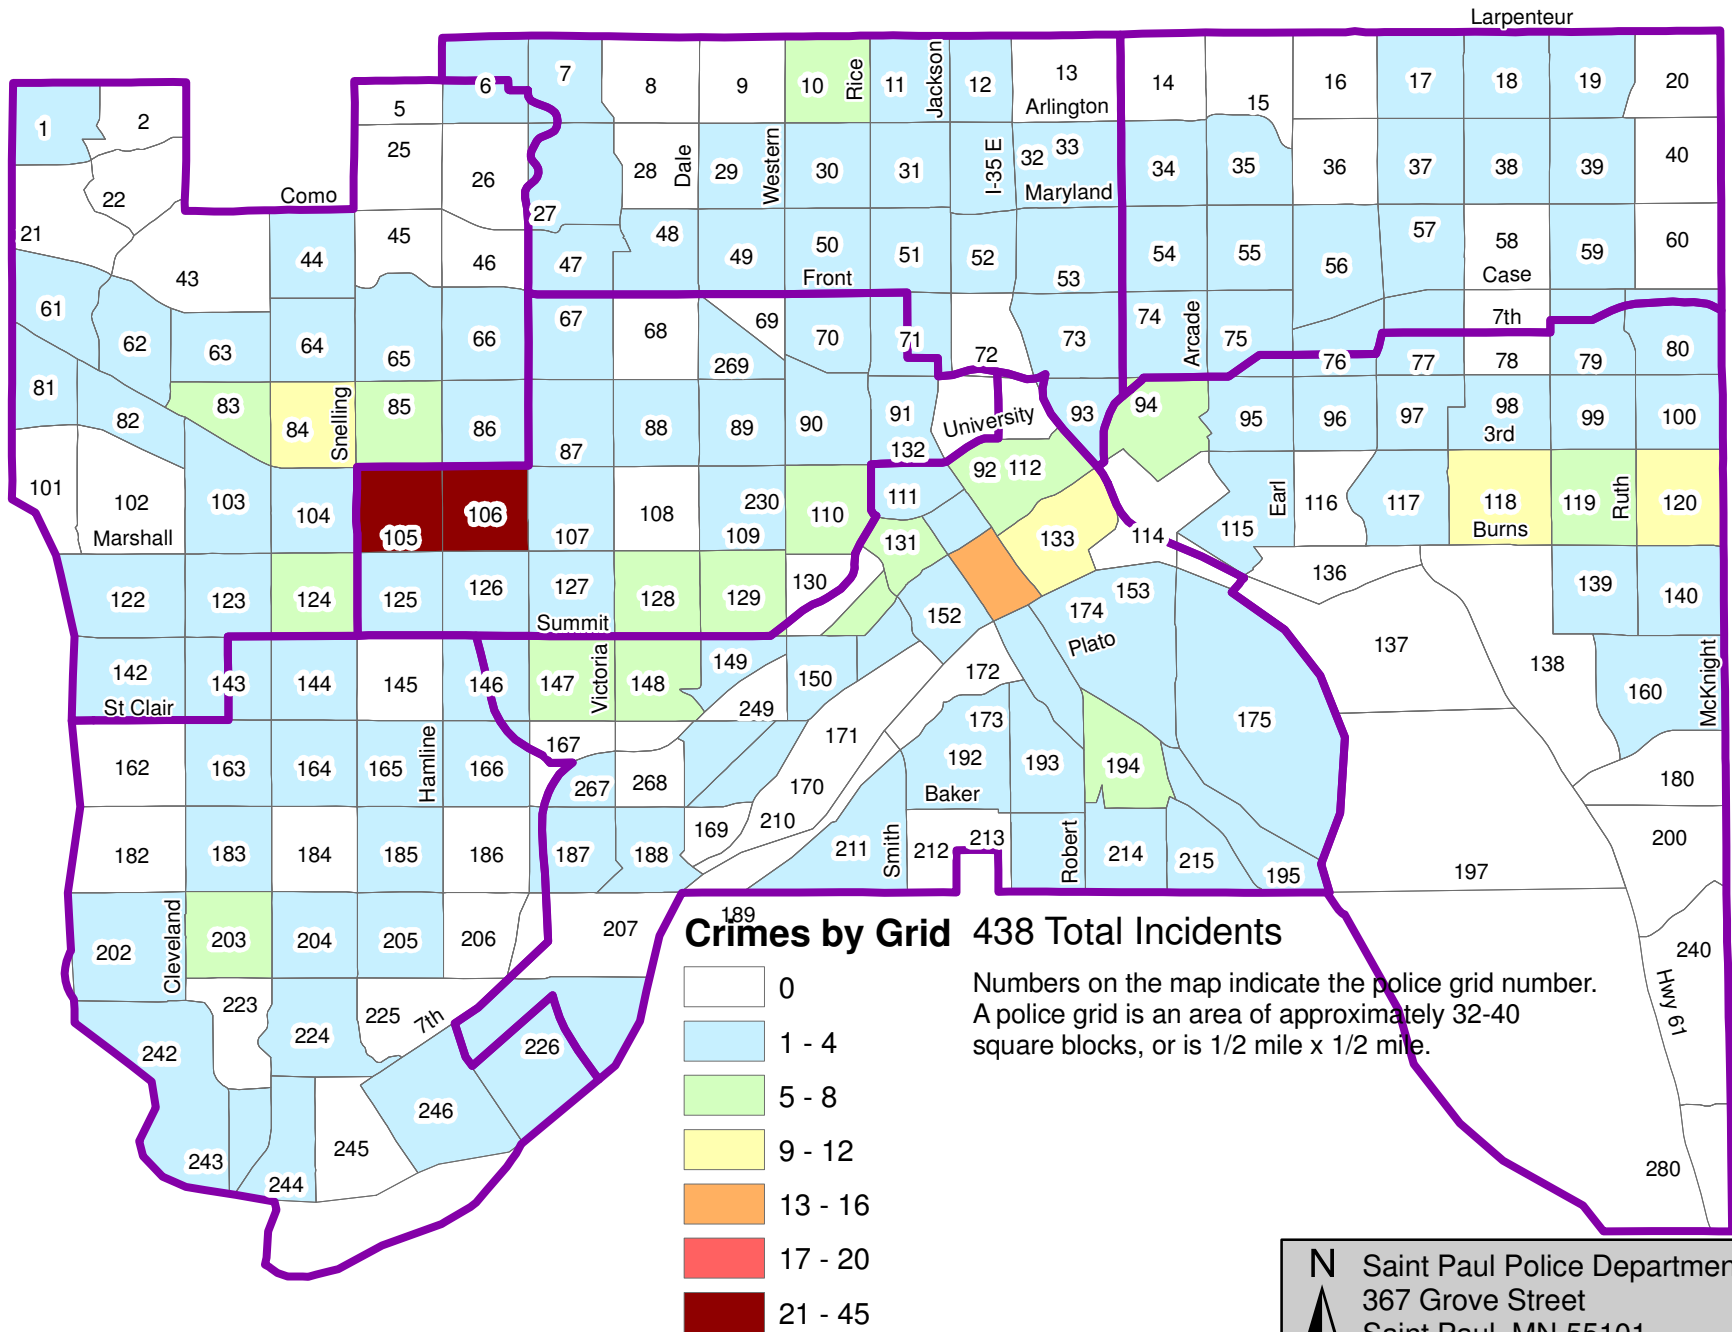 Larpenteur
6 7 8 9 10 Rice 11 Jackson 12 13 14 15 16 17 18 19 20
1 2 5 Arlington
25 26 28 Dale 29 Western 30 31 I-35 E 32 33 34 35 36 37 38 39 40
22 Como 27 Maryland
21 43 44 45 46 47 48 49 50 51 52 53 54 55 56 57 58 59 60
Front Case
61 62 63 64 65 66 67 68 69 70 71 72 73 74 Arcade 75 76 77 78 79 80
7th
269
81 82 83 84 Snelling 85 86 87 88 89 90 91 University 93 94 95 96 97 98 99 100
132 3rd
92 112
101 102 103 104 105 106 107 108 230 110 111 133 114 115 Earl 116 117 118 119 Ruth 120
Marshall 109 131 Burns
122 123 124 125 126 127 128 129 130 152 174 153 136 139 140
Summit Plato
142 143 144 145 146 147 Victoria 148 149 150 172 137 138 160 McKnight
St Clair 249 173 175
162 163 164 165 Hamline 166 167 267 268 170 171 192 193 194 180
Baker
182 183 184 185 186 187 188 169 210 211 Smith 212 213 Robert 214 215 195 197 200
202 Cleveland 203 204 205 206 207 189
240
223 224 225 7th 226 Hwy 61
242 246
243 244 245 280
Crimes by Grid
438 Total Incidents
Numbers on the map indicate the police grid number.
A police grid is an area of approximately 32-40
square blocks, or is 1/2 mile x 1/2 mile.
0
1 - 4
5 - 8
9 - 12
13 - 16
17 - 20
21 - 45
N
Saint Paul Police Departmen
367 Grove Street
Saint Paul, MN 55101